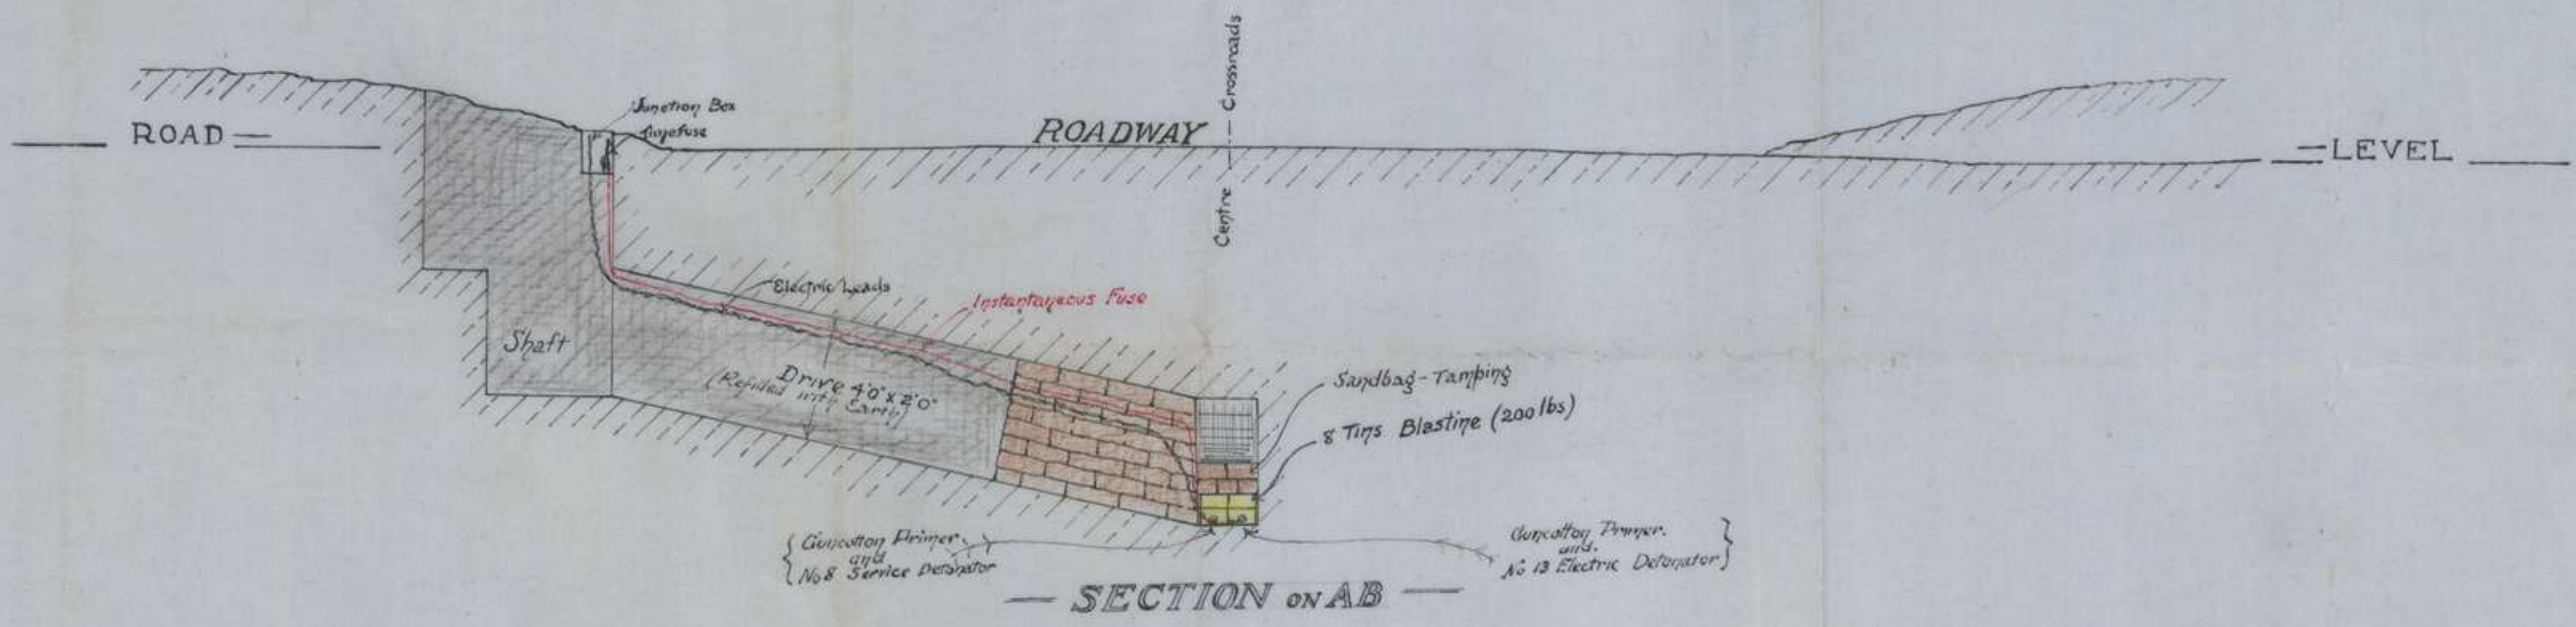 Centre - Crossroads
Junction Box
Timefuse
ROAD
ROADWAY
LEVEL
Electric Leads
Instantaneous Fuse
Shaft
Drive 4'0" x 2'0"
(Refilled with Earth)
Sandbag - Tamping
8 Tins Blastine (200 lbs)
Guncotton Primer
and
No 8 Service Detonator
Guncotton Primer.
and.
No 13 Electric Detonator
SECTION ON AB